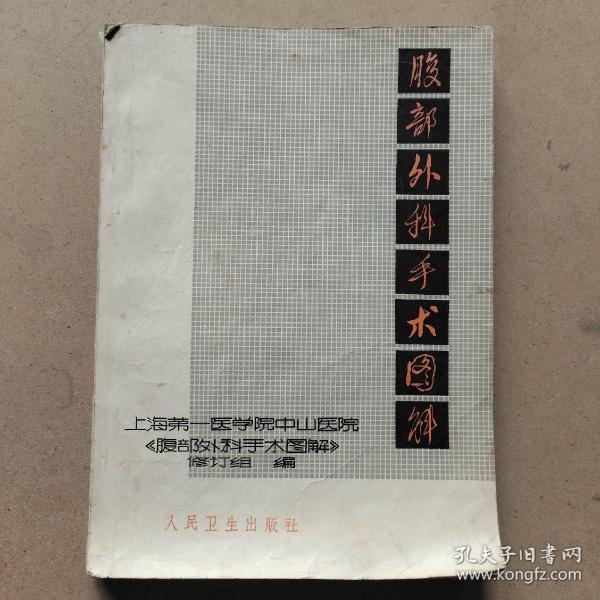 腹部外科手术图解
上海第一医学院中山医院
《腹部外科手术图解》
修订组 编
人民卫生出版社
孔夫子旧书网
www.kongfz.com